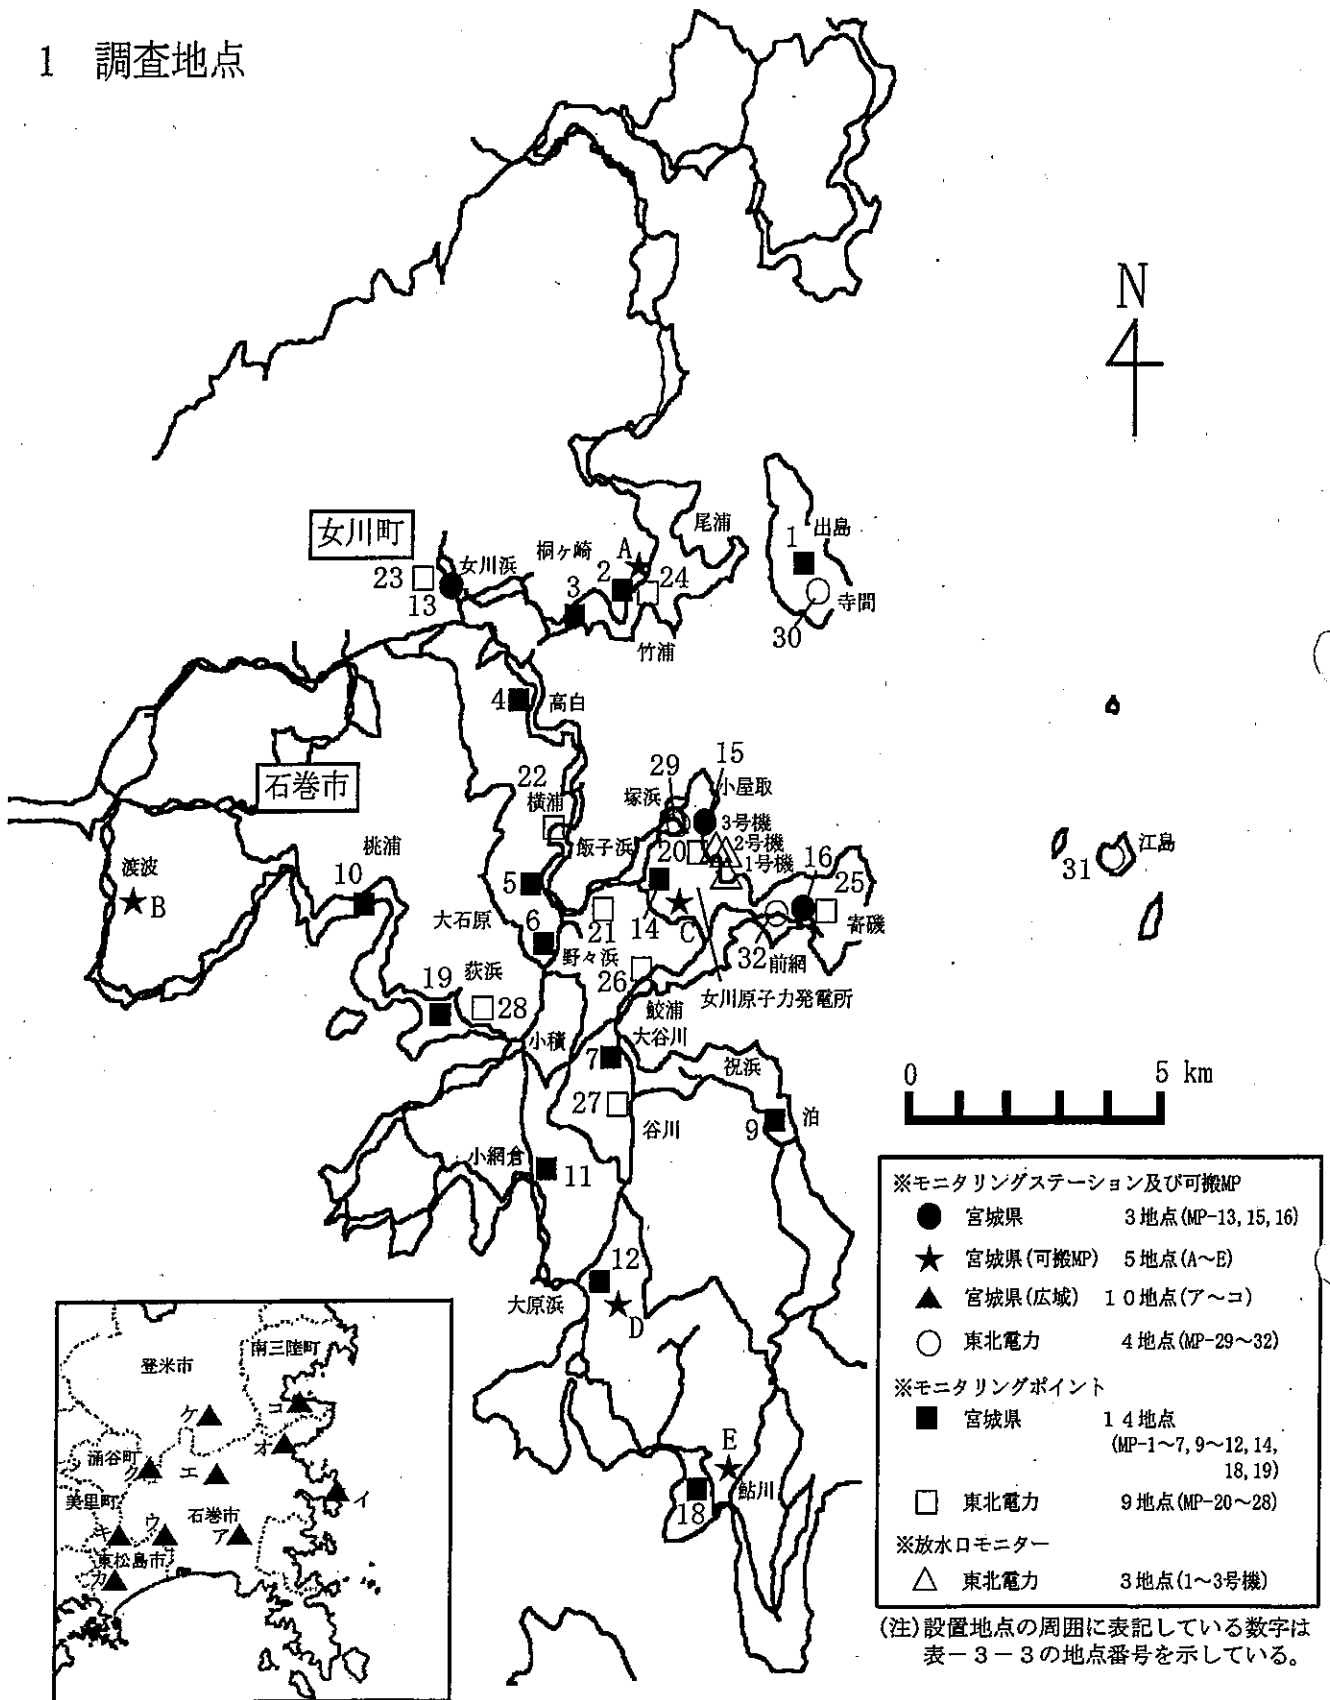 1 調査地点
N
尾浦
出島
1
女川町
桐ヶ崎
A
女川浜
23
2
24
3
13
寺間
30
竹浦
4
高白
15
29
小屋取
石巻市
22
塚浜
横浦
3号機
2号機
飯子浜
20
1号機
16
江島
31
桃浦
渡波
10
5
25
B
大石原
6
21
14
C
寄磯
野々浜
32
前網
19
荻浜
26
28
鮫浦
女川原子力発電所
小積
大谷川
7
祝浜
0
5 km
27
谷川
9
泊
小網倉
11
※モニタリングステーション及び可搬MP
宮城県 3地点(MP-13,15,16)
宮城県(可搬MP) 5地点(A~E)
宮城県(広域) 10地点(ア~コ)
東北電力 4地点(MP-29~32)
※モニタリングポイント
宮城県 14地点
(MP-1~7,9~12,14,
18,19)
東北電力 9地点(MP-20~28)
※放水口モニター
東北電力 3地点(1~3号機)
(注)設置地点の周囲に表記している数字は
表-3-3の地点番号を示している。
12
大原浜
D
E
鮎川
18
南三陸町
登米市
コ
ケ
オ
涌谷町
ク
エ
イ
美里町
石巻市
キ
ウ
ア
東松島市
カ